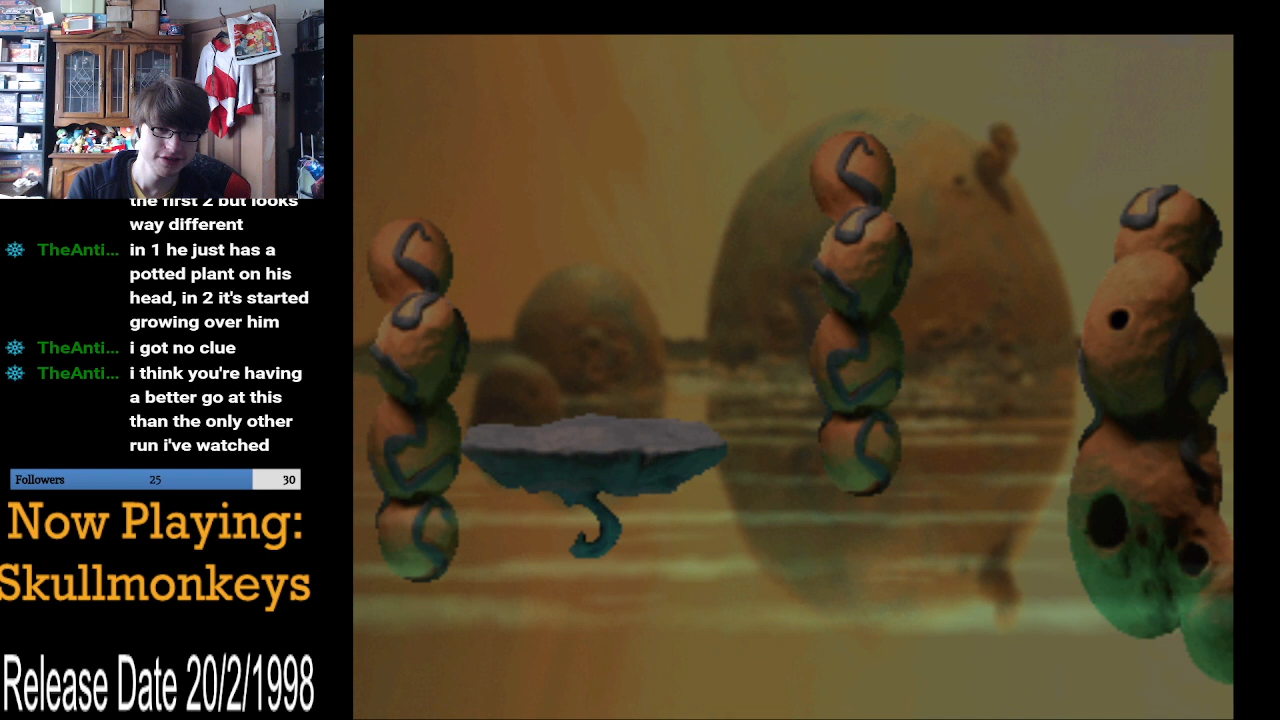 the first 2 but looks
way different
TheAnti... in 1 he just has a
potted plant on his
head, in 2 it's started
growing over him
TheAnti... i got no clue
TheAnti... i think you're having
a better go at this
than the only other
run i've watched
Followers 25 30
Now Playing:
Skullmonkeys
Release Date 20/2/1998